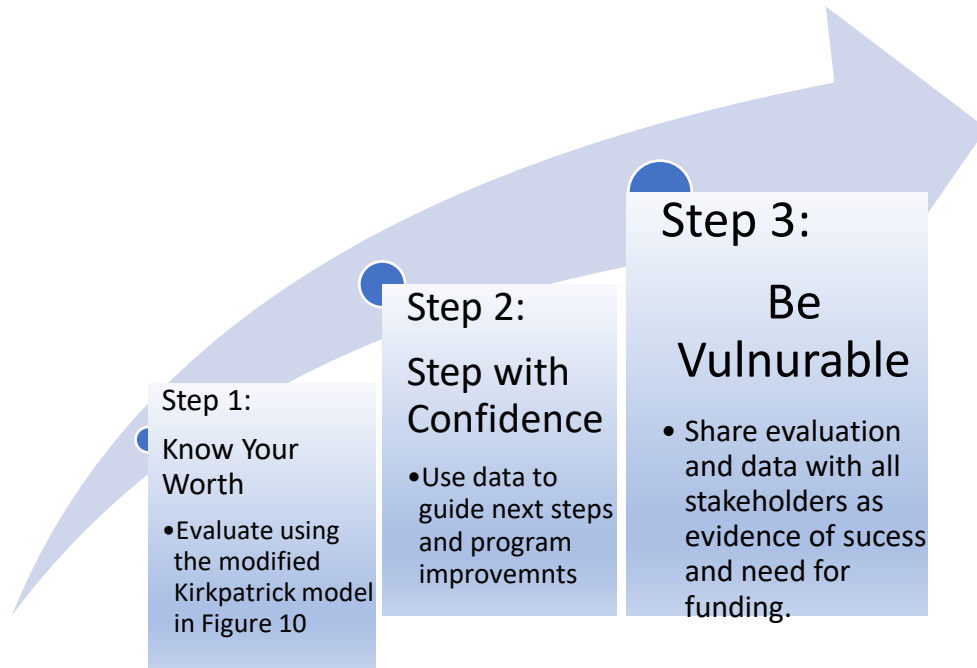 Step 1:
Know Your
Worth
•Evaluate using
the modified
Kirkpatrick model
in Figure 10
Step 2:
Step with
Confidence
•Use data to
guide next steps
and program
improvemnts
Step 3:
Be
Vulnurable
• Share evaluation
and data with all
stakeholders as
evidence of sucess
and need for
funding.